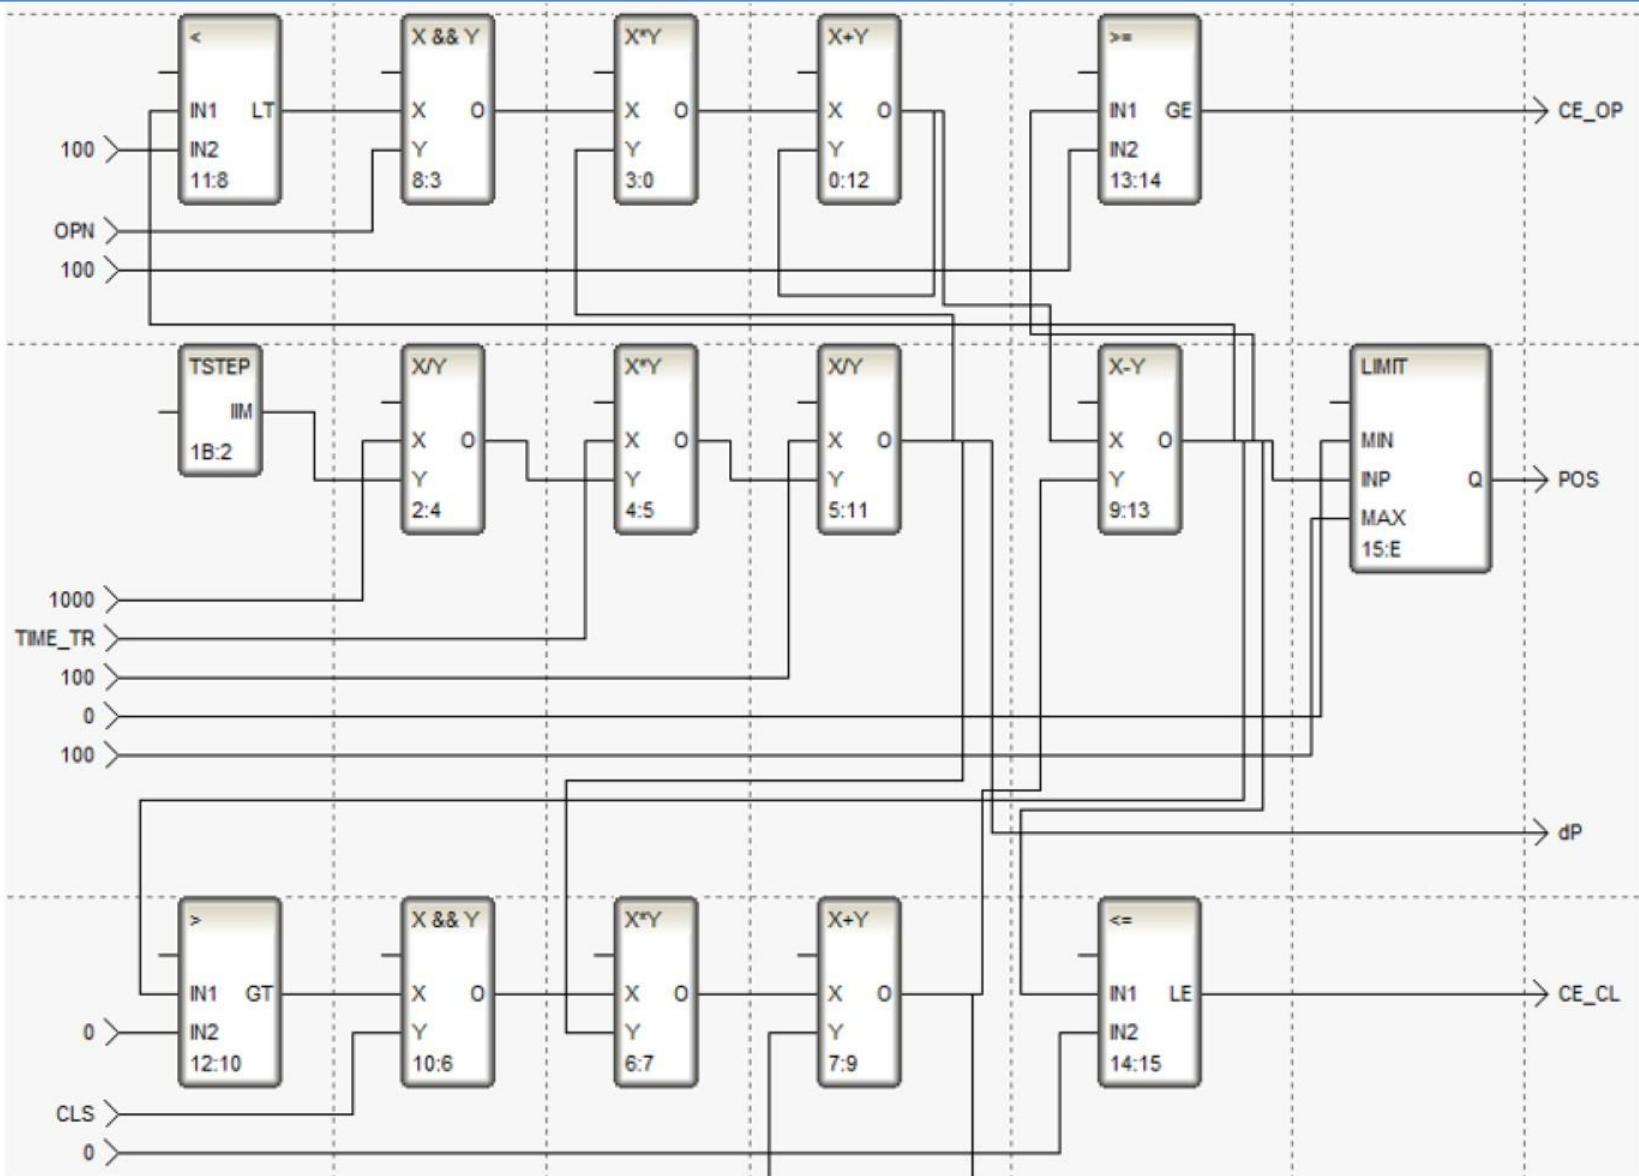 < X && Y X*Y X+Y >=
IN1 LT X O X O X O IN1 GE CE_OP
100 IN2 Y Y Y IN2
11:8 8:3 3:0 0:12 13:14
OPN
100
TSTEP X/Y X*Y X/Y X-Y LIMIT
IIM
X O X O X O X O MIN
1B:2
Y Y Y Y INP Q POS
2:4 4:5 5:11 9:13 MAX
15:E
1000
TIME_TR
100
0
100
dP
> X && Y X*Y X+Y <=
IN1 GT X O X O X O IN1 LE CE_CL
0 IN2 Y Y Y IN2
12:10 10:6 6:7 7:9 14:15
CLS
0